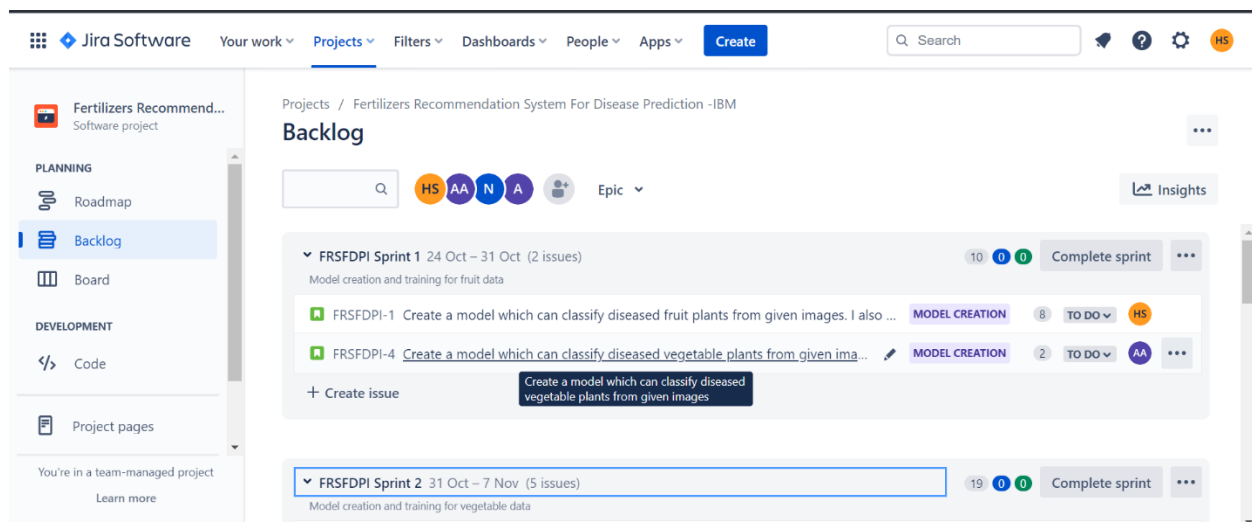 Jira Software Your work Projects Filters Dashboards People Apps Create Search HS
Fertilizers Recommend...
Software project
PLANNING
Roadmap
Backlog
Board
DEVELOPMENT
Code
Project pages
You're in a team-managed project
Learn more
Projects / Fertilizers Recommendation System For Disease Prediction -IBM
Backlog
HS AA N A Epic Insights
FRSFDPI Sprint 1 24 Oct – 31 Oct (2 issues) 10 0 0 Complete sprint
Model creation and training for fruit data
FRSFDPI-1 Create a model which can classify diseased fruit plants from given images. I also ... MODEL CREATION 8 TO DO HS
FRSFDPI-4 Create a model which can classify diseased vegetable plants from given ima... MODEL CREATION 2 TO DO AA
Create a model which can classify diseased
vegetable plants from given images
+ Create issue
FRSFDPI Sprint 2 31 Oct – 7 Nov (5 issues) 19 0 0 Complete sprint
Model creation and training for vegetable data